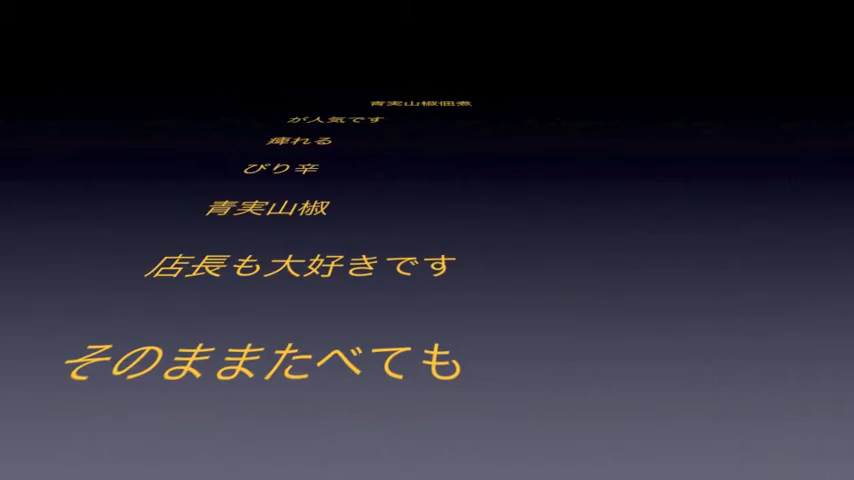 青実山椒佃煮
が人気です
痺れる
ぴり辛
青実山椒
店長も大好きです
そのままたべても